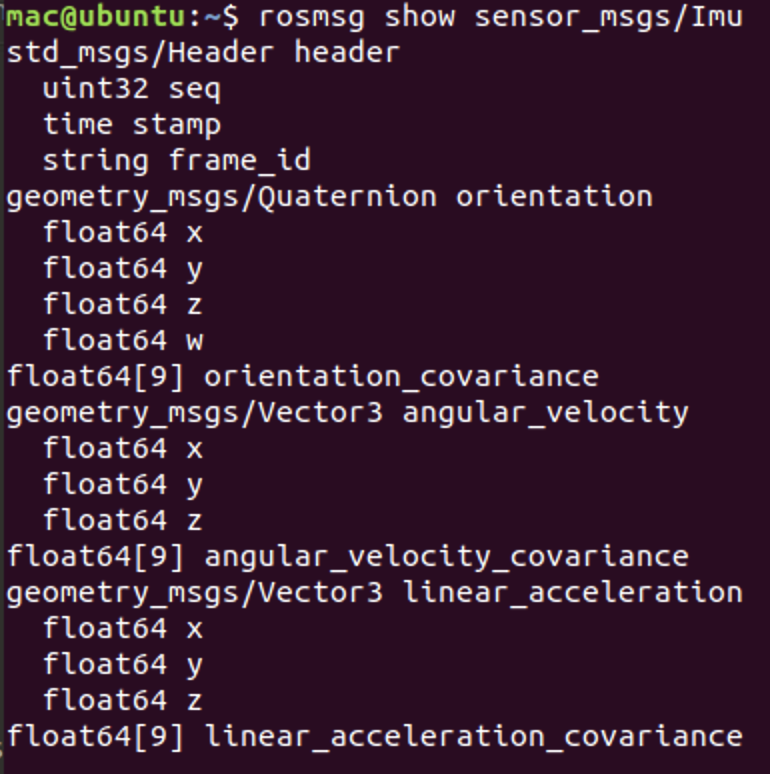 mac@ubuntu:~$ rosmsg show sensor_msgs/Imu
std_msgs/Header header
  uint32 seq
  time stamp
  string frame_id
geometry_msgs/Quaternion orientation
  float64 x
  float64 y
  float64 z
  float64 w
float64[9] orientation_covariance
geometry_msgs/Vector3 angular_velocity
  float64 x
  float64 y
  float64 z
float64[9] angular_velocity_covariance
geometry_msgs/Vector3 linear_acceleration
  float64 x
  float64 y
  float64 z
float64[9] linear_acceleration_covariance